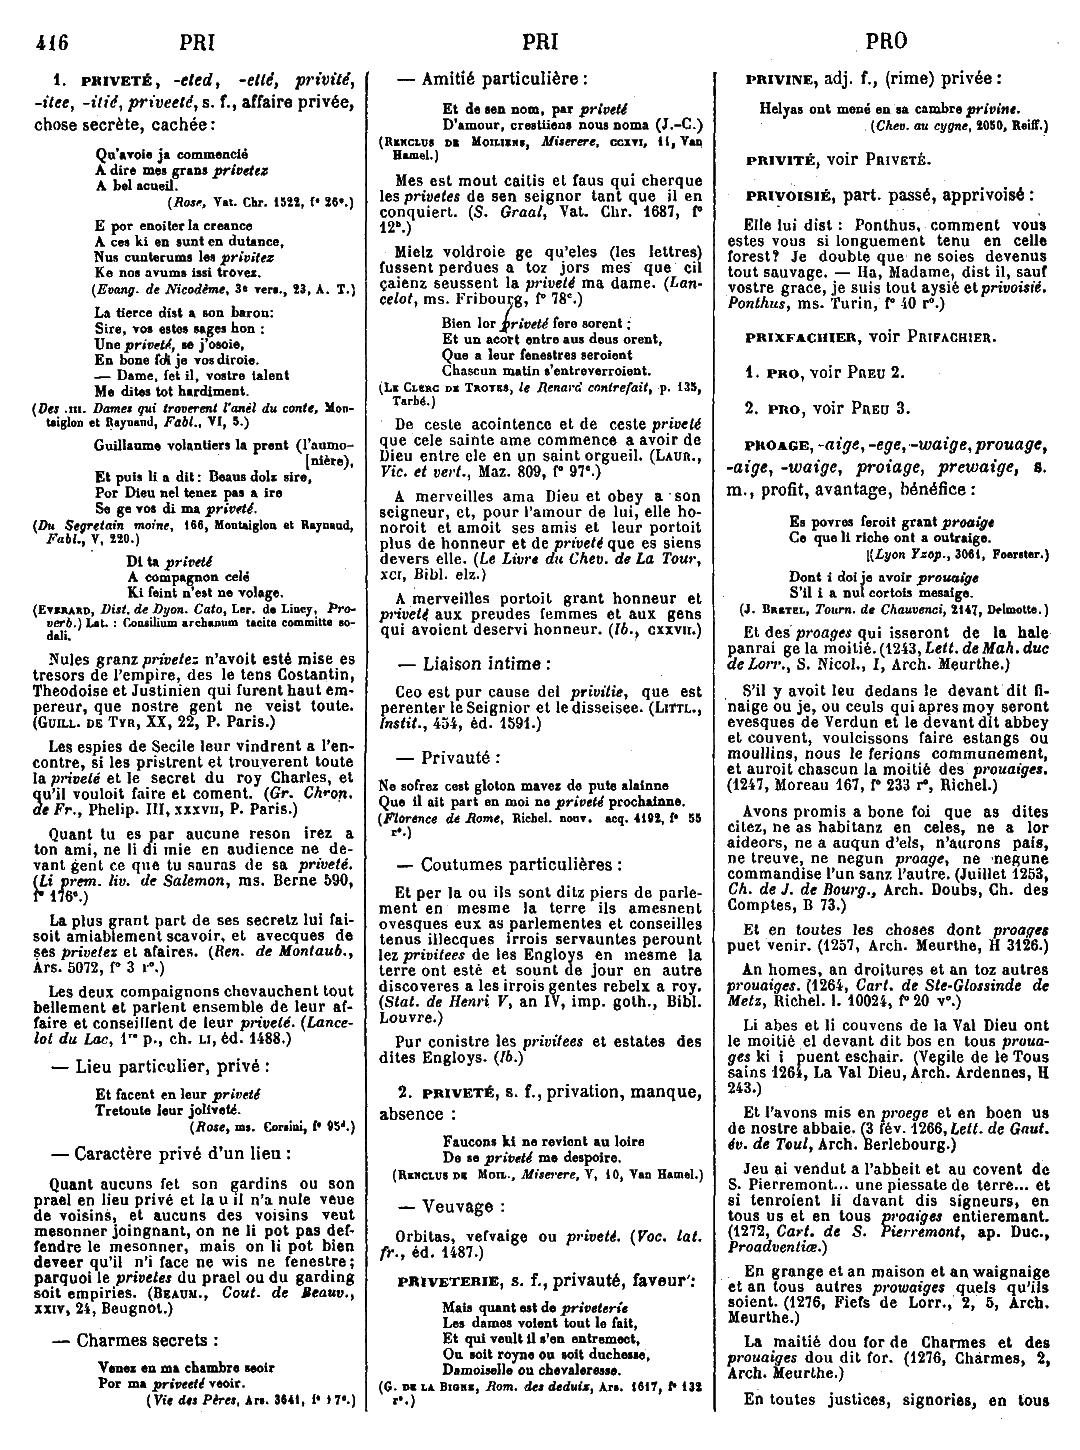 416 PRI PRI PRO
1. PRIVETÉ, -eted, -etté, privité,
-itee, -itié, priveeté, s. f., affaire privée,
chose secrète, cachée :
Qu'avoie ja commencié
A dire mes grans privetez
A bel acueil.
(Rose, Vat. Chr. 1522, f° 26ᵉ.)
E por enoiter la creance
A ces ki en sunt en dutance,
Nus cunterums les privitez
Ke nos avums issi trovez.
(Evang. de Nicodème, 3ᵉ vers., 23, A. T.)
La tierce dist a son baron:
Sire, vos estes sages hon :
Une priveté, se j'osoie,
En bone foi je vos diroie.
— Dame, fet il, vostre talent
Me dites tot hardiment.
(Des .III. Dames qui troverent l'anel du conte, Mon-
taiglon et Raynaud, Fabl., VI, 5.)
Guillaume volantiers la prent (l'aumo-
[nière),
Et puis li a dit : Beaus dolz sire,
Por Dieu nel tenez pas a ire
Se ge vos di ma priveté.
(Du Segretain moine, 166, Montaiglon et Raynaud,
Fabl., V, 220.)
Di ta priveté
A compagnon celé
Ki feint n'est ne volage.
(EVERARD, Dist. de Dyon. Cato, Ler. de Lincy, Pro-
verb.) Lat. : Consilium archanum tacite committe so-
dali.
Nules granz privetez n'avoit esté mise es
tresors de l'empire, des le tens Costantin,
Theodoise et Justinien qui furent haut em-
pereur, que nostre gent ne veist toute.
(GUILL. DE TYR, XX, 22, P. Paris.)
Les espies de Secile leur vindrent a l'en-
contre, si les pristrent et trouverent toute
la priveté et le secret du roy Charles, et
qu'il vouloit faire et coment. (Gr. Chron.
de Fr., Phelip. III, XXXVII, P. Paris.)
Quant tu es par aucune reson irez a
ton ami, ne li di mie en audience ne de-
vant gent ce que tu sauras de sa priveté.
(Li prem. liv. de Salemon, ms. Berne 590,
f° 176ᵉ.)
La plus grant part de ses secretz lui fai-
soit amiablement scavoir, et avecques de
ses privetez et afaires. (Ren. de Montaub.,
Ars. 5072, f° 3 r°.)
Les deux compaignons chevauchent tout
bellement et parlent ensemble de leur af-
faire et conseillent de leur priveté. (Lance-
lot du Lac, 1ʳᵉ p., ch. LI, éd. 1488.)
— Lieu particulier, privé :
Et facent en leur priveté
Tretoute leur joliveté.
(Rose, ms. Corsini, f° 95ᵈ.)
— Caractère privé d'un lieu :
Quant aucuns fet son gardins ou son
prael en lieu privé et la u il n'a nule veue
de voisins, et aucuns des voisins veut
mesonner joingnant, on ne li pot pas def-
fendre le mesonner, mais on li pot bien
deveer qu'il n'i face ne wis ne fenestre;
parquoi le privetes du prael ou du garding
soit empiries. (BEAUM., Cout. de Beauv.,
XXIV, 24, Beugnot.)
— Charmes secrets :
Venez en ma chambre seoir
Por ma priveeté veoir.
(Vie des Pères, Ars. 3641, f° 17ᵉ.)
— Amitié particulière :
Et de sen nom, par priveté
D'amour, crestiiens nous noma (J.-C.)
(RENCLUS DE MOILIENS, Miserere, CCXVI, 11, Van
Hamel.)
Mes est mout caitis et faus qui cherque
les privetes de sen seignor tant que il en
conquiert. (S. Graal, Vat. Chr. 1687, f°
12ᵇ.)
Mielz voldroie ge qu'eles (les lettres)
fussent perdues a toz jors mes que cil
çaienz seussent la priveté ma dame. (Lan-
celot, ms. Fribourg, f° 78ᶜ.)
Bien lor priveté fere sorent ;
Et un acort entre aus deus orent,
Que a leur fenestres seroient
Chascun matin s'entreverroient.
(LE CLERC DE TROYES, le Renard contrefait, p. 135,
Tarbé.)
De ceste acointence et de ceste priveté
que cele sainte ame commence a avoir de
Dieu entre ele en un saint orgueil. (LAUR.,
Vic. et vert., Maz. 809, f° 97ᵉ.)
A merveilles ama Dieu et obey a son
seigneur, et, pour l'amour de lui, elle ho-
noroit et amoit ses amis et leur portoit
plus de honneur et de priveté que es siens
devers elle. (Le Livre du Chev. de La Tour,
XCI, Bibl. elz.)
A merveilles portoit grant honneur et
priveté aux preudes femmes et aux gens
qui avoient deservi honneur. (Ib., CXXVII.)
— Liaison intime :
Ceo est pur cause del privitie, que est
perenter le Seignior et le disseisee. (LITTL.,
Instit., 454, éd. 1591.)
— Privauté :
Ne sofrez cest gloton mavez de pute alainne
Que il ait part en moi ne priveté prochainne.
(Florence de Rome, Richel. nouv. acq. 4192, f° 55
r°.)
— Coutumes particulières :
Et per la ou ils sont ditz piers de parle-
ment en mesme la terre ils amesnent
ovesques eux as parlementes et conseilles
tenus illecques irrois servauntes perount
lez privitees de les Engloys en mesme la
terre ont esté et sount de jour en autre
discoveres a les irrois gentes rebelx a roy.
(Stat. de Henri V, an IV, imp. goth., Bibl.
Louvre.)
Pur conistre les privitees et estates des
dites Engloys. (Ib.)
2. PRIVETÉ, s. f., privation, manque,
absence :
Faucons ki ne revient au loire
De se priveté me despoire.
(RENCLUS DE MOIL., Miserere, V, 10, Van Hamel.)
— Veuvage :
Orbitas, vefvaige ou priveté. (Voc. lat.
fr., éd. 1487.)
PRIVETERIE, s. f., privauté, faveur :
Mais quant est de priveterie
Les dames voient tout le fait,
Et qui veult il s'en entremect,
Ou soit royne ou soit duchesse,
Damoiselle ou chevaleresse.
(G. DE LA BIGNE, Rom. des deduis, Ars. 1617, f° 132
r°.)
PRIVINE, adj. f., (rime) privée :
Helyas ont mené en sa cambre privine.
(Chev. au cygne, 2050, Reiff.)
PRIVITÉ, voir PRIVETÉ.
PRIVOISIÉ, part. passé, apprivoisé :
Elle lui dist : Ponthus, comment vous
estes vous si longuement tenu en celle
forest? Je double que ne soies devenus
tout sauvage. — Ha, Madame, dist il, sauf
vostre grace, je suis tout aysié et privoisié.
Ponthus, ms. Turin, f° 40 r°.)
PRIXFACHIER, voir PRIFACHIER.
1. PRO, voir PREU 2.
2. PRO, voir PREU 3.
PROAGE, -aige, -ege, -waige, prouage,
-aige, -waige, proiage, prewaige, s.
m., profit, avantage, bénéfice :
Es povres feroit grant proaige
Ce que li riche ont a outraige.
(Lyon Yzop., 3061, Foerster.)
Dont i doi je avoir prouaige
S'il i a nul cortois mesaige.
(J. BRETEL, Tourn. de Chauvenci, 2147, Delmotte.)
Et des proages qui isseront de la hale
panrai ge la moitié. (1243, Lett. de Mah. duc
de Lorr., S. Nicol., I, Arch. Meurthe.)
S'il y avoit leu dedans le devant dit fi-
naige ou je, ou ceuls qui apres moy seront
evesques de Verdun et le devant dit abbey
et couvent, voulcissons faire estangs ou
moullins, nous le ferions communement,
et auroit chascun la moitié des prouaiges.
(1247, Moreau 167, f° 233 r°, Richel.)
Avons promis a bone foi que as dites
citez, ne as habitanz en celes, ne a lor
aideors, ne a auqun d'els, n'aurons pais,
ne treuve, ne negun proage, ne negune
commandise l'un sanz l'autre. (Juillet 1253,
Ch. de J. de Bourg., Arch. Doubs, Ch. des
Comptes, B 73.)
Et en toutes les choses dont proages
puet venir. (1257, Arch. Meurthe, H 3126.)
An homes, an droitures et an toz autres
prouaiges. (1264, Cart. de Ste-Glossinde de
Metz, Richel. l. 10024, f° 20 v°.)
Li abes et li couvens de la Val Dieu ont
le moitié el devant dit bos en tous proua-
ges ki i puent eschair. (Vegile de le Tous
sains 1264, La Val Dieu, Arch. Ardennes, H
243.)
Et l'avons mis en proege et en boen us
de nostre abbaie. (3 fév. 1266, Lett. de Gaut.
év. de Toul, Arch. Berlebourg.)
Jeu ai vendut a l'abbeit et au covent de
S. Pierremont... une piessate de terre... et
si tenroient li davant dis signeurs, en
tous us et en tous proaiges entieremant.
(1272, Cart. de S. Pierremont, ap. Duc.,
Proadventiæ.)
En grange et an maison et an waignaige
et an tous autres prowaiges quels qu'ils
soient. (1276, Fiefs de Lorr., 2, 5, Arch.
Meurthe.)
La maitié dou for de Charmes et des
prouaiges dou dit for. (1276, Charmes, 2,
Arch. Meurthe.)
En toutes justices, signories, en tous